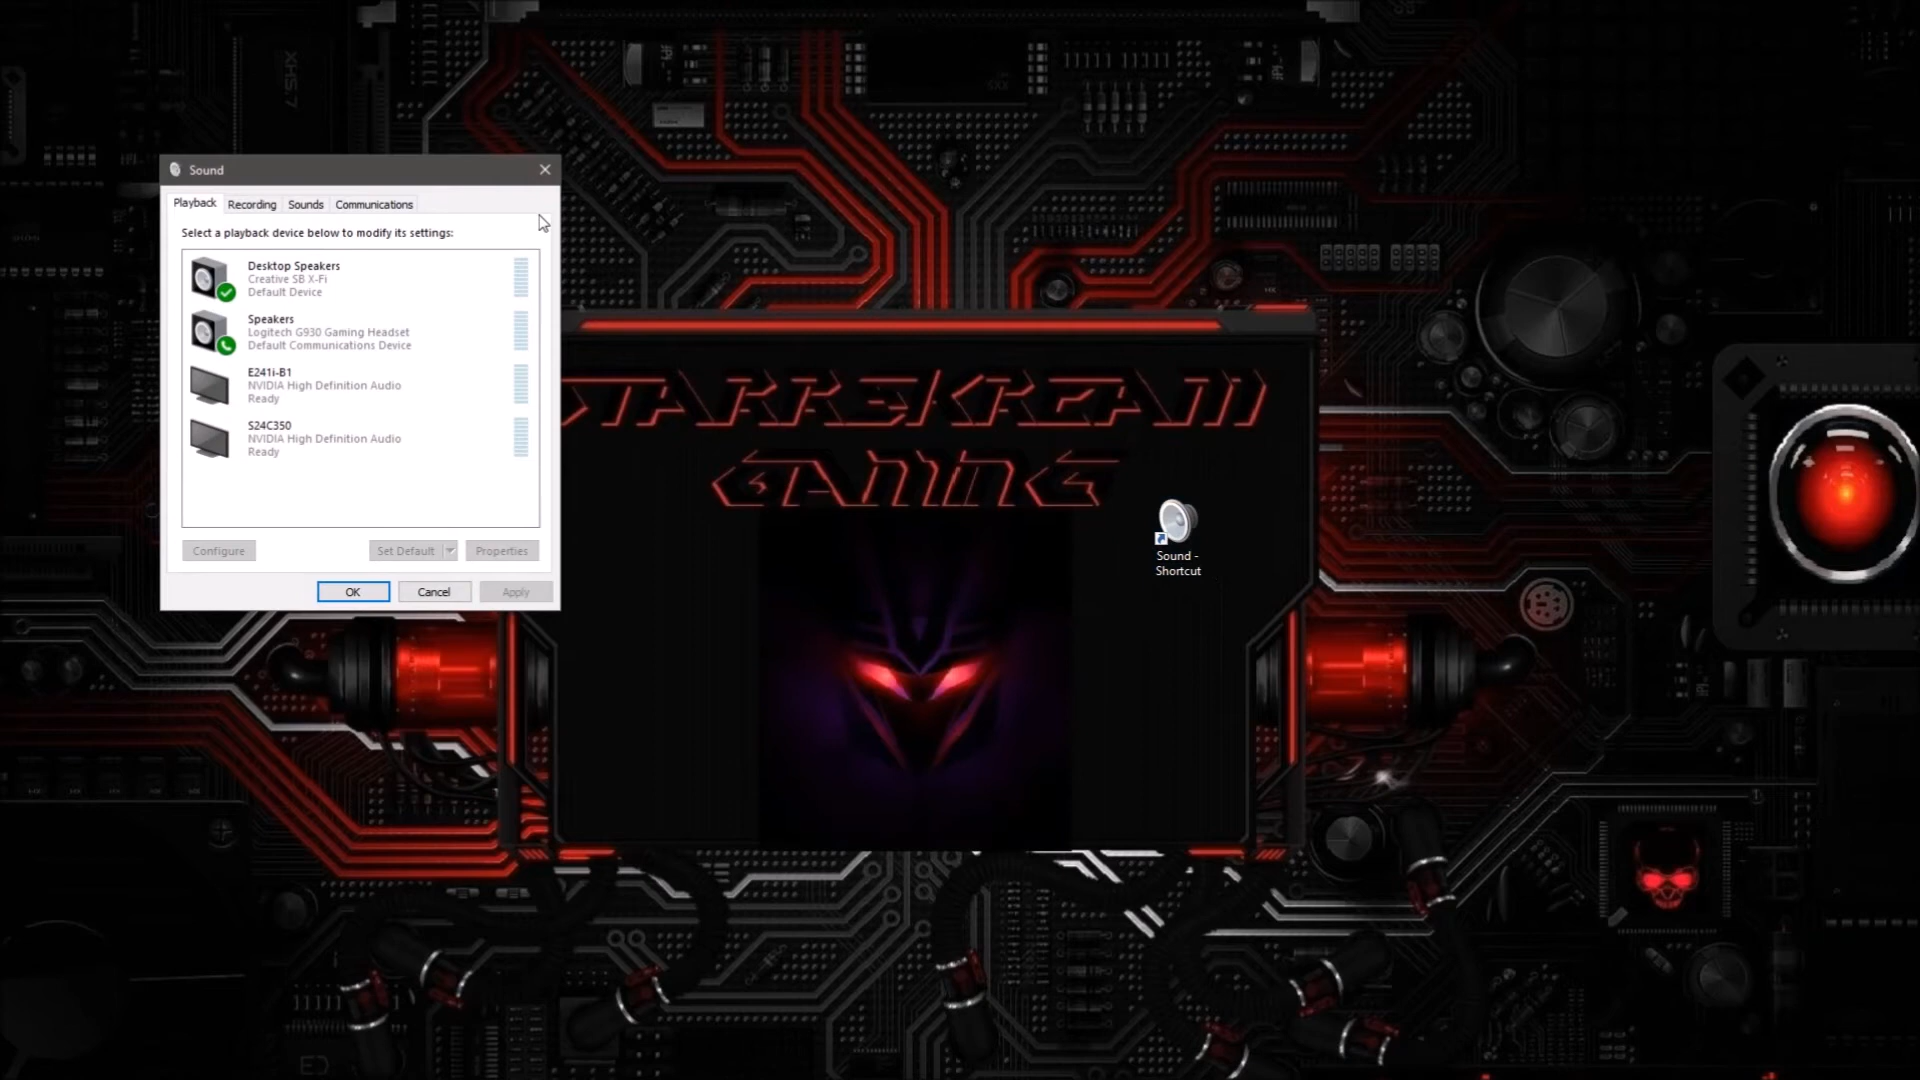 Sound
Playback
Recording
Sounds
Communications
Select a playback device below to modify its settings:
Desktop Speakers
Creative SB X-Fi
Default Device
Speakers
Logitech G930 Gaming Headset
Default Communications Device
E241i-B1
NVIDIA High Definition Audio
Ready
S24C350
NVIDIA High Definition Audio
Ready
Configure
Set Default
Properties
OK
Cancel
Apply
STARRSKREAM
GAMING
Sound -
Shortcut